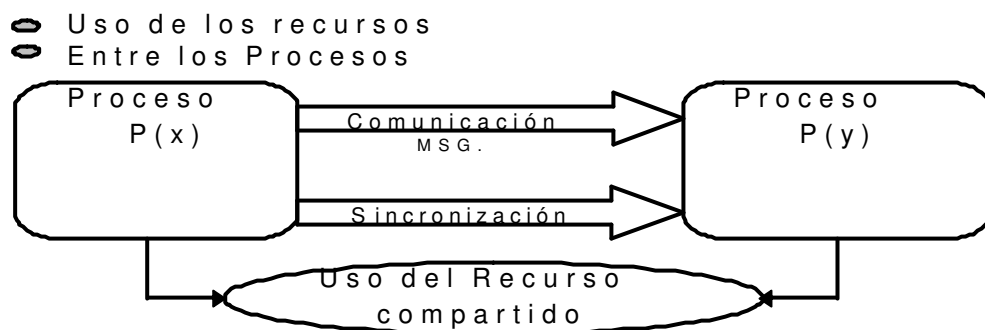 Uso de los recursos
Entre los Procesos
Proceso
P(x)
Comunicación
MSG.
Sincronización
Proceso
P(y)
Uso del Recurso
compartido